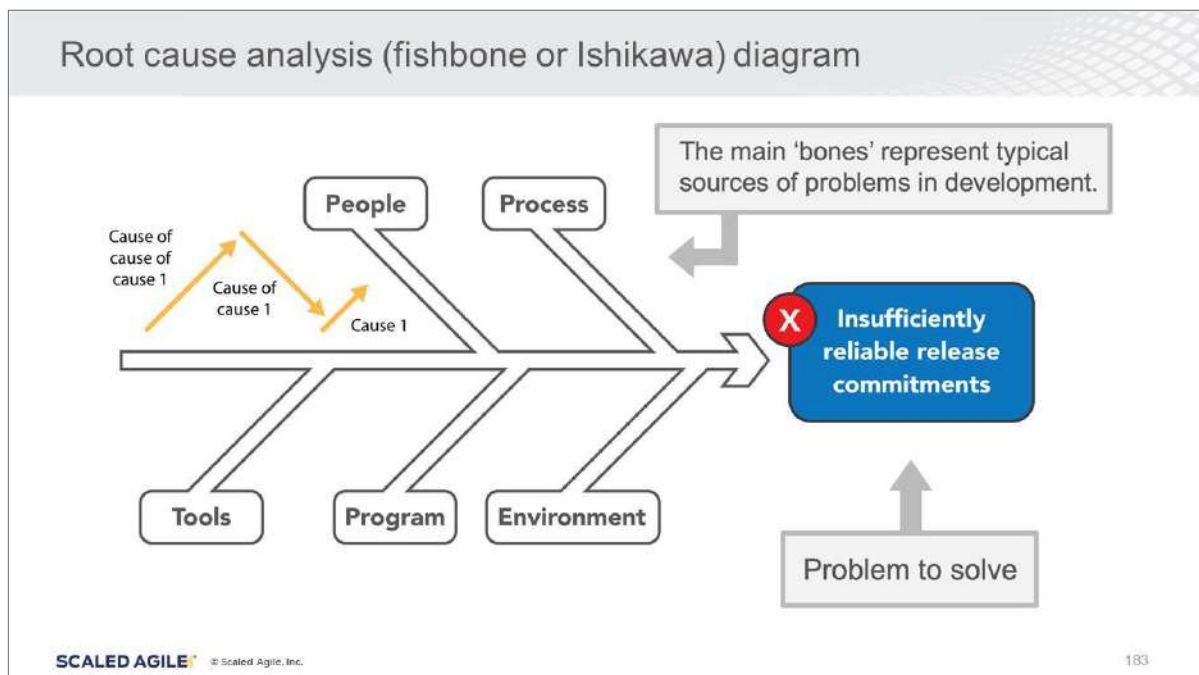 Root cause analysis (fishbone or Ishikawa) diagram
The main ‘bones’ represent typical
sources of problems in development.
People
Process
Cause of
cause of
cause 1
Cause of
cause 1
Cause 1
X
Insufficiently
reliable release
commitments
Tools
Program
Environment
Problem to solve
SCALED AGILE
© Scaled Agile, Inc.
183